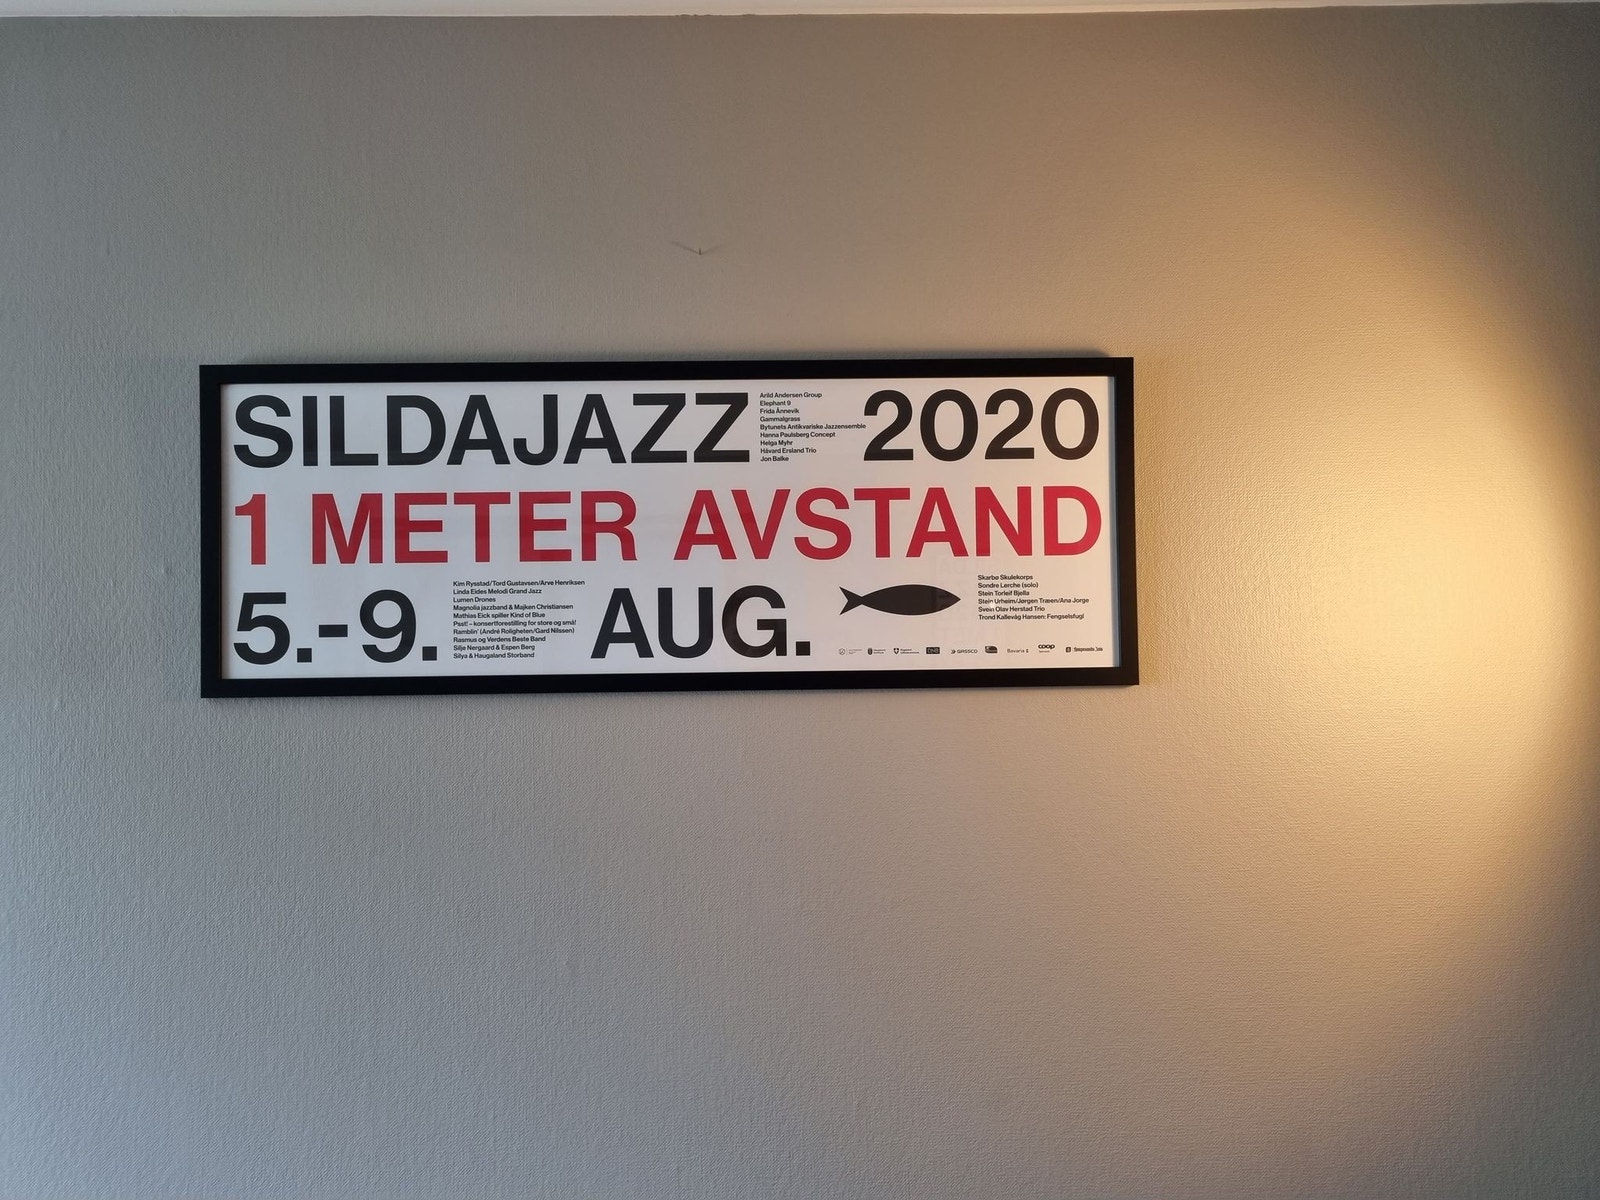 SILDAJAZZ
Arild Andersen Group
Elephant 9
Frida Ånnevik
Gammalgrass
Bytunets Antikvariske Jazzensemble
Hanna Paulsberg Concept
Helga Myhr
Håvard Ersland Trio
Jon Balke
2020
1 METER AVSTAND
5.-9.
Kim Rysstad/Tord Gustavsen/Arve Henriksen
Linda Eides Melodi Grand Jazz
Lumen Drones
Magnolia jazzband & Majken Christiansen
Mathias Eick spiller Kind of Blue
Psst! – konsertforestilling for store og små!
Ramblin' (André Roligheten/Gard Nilssen)
Rasmus og Verdens Beste Band
Silje Nergaard & Espen Berg
Silya & Haugaland Storband
AUG.
Skarbø Skulekorps
Sondre Lerche (solo)
Stein Torleif Bjella
Stein Urheim/Jørgen Træen/Ana Jorge
Svein Olav Herstad Trio
Trond Kallevåg Hansen: Fengselsfugl
DNB
GASSCO
Bavaria
coop